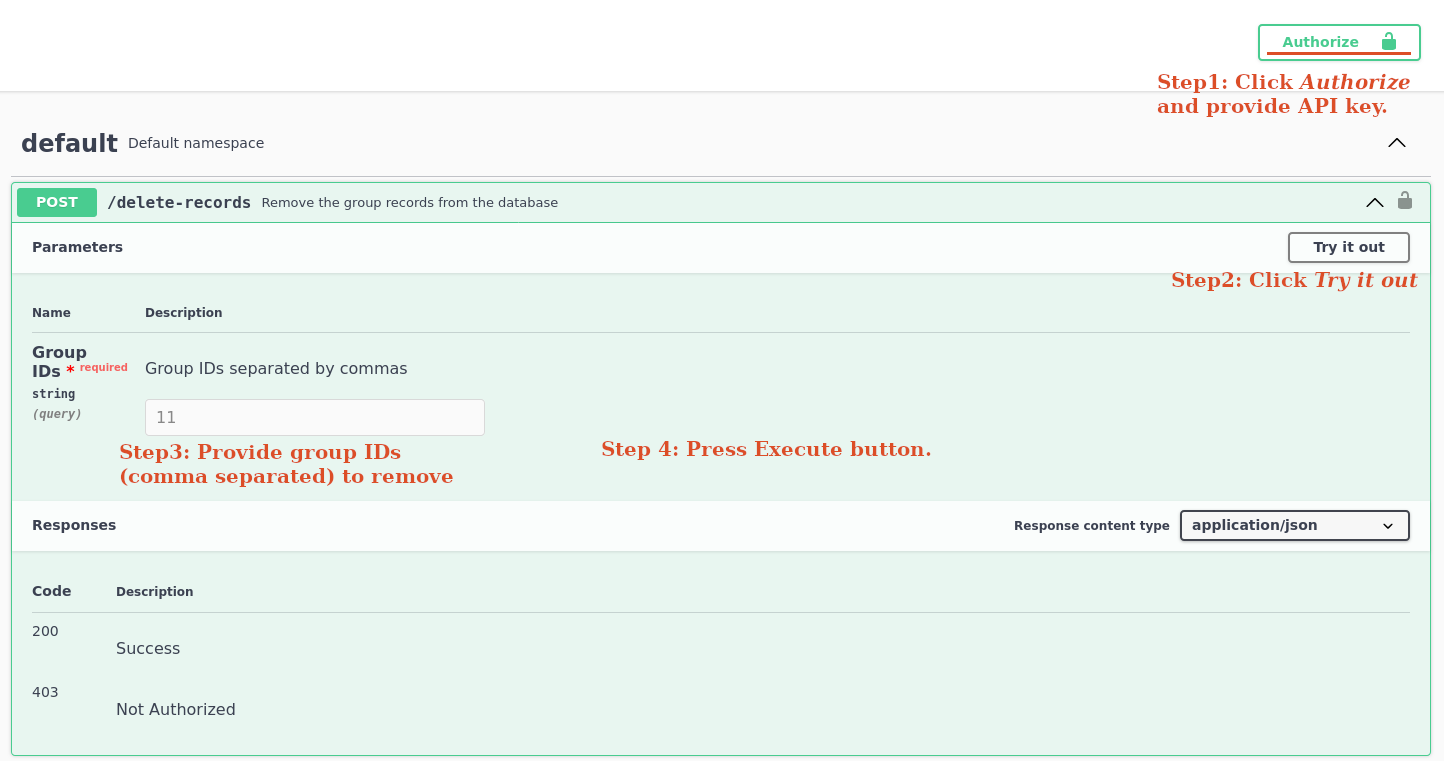 Authorize
Step1: Click Authorize
and provide API key.
default Default namespace
POST /delete-records Remove the group records from the database
Parameters
Try it out
Step2: Click Try it out
Name Description
Group
IDs * required
string
(query)
Group IDs separated by commas
11
Step3: Provide group IDs
(comma separated) to remove
Step 4: Press Execute button.
Responses
Response content type application/json
Code Description
200
Success
403
Not Authorized